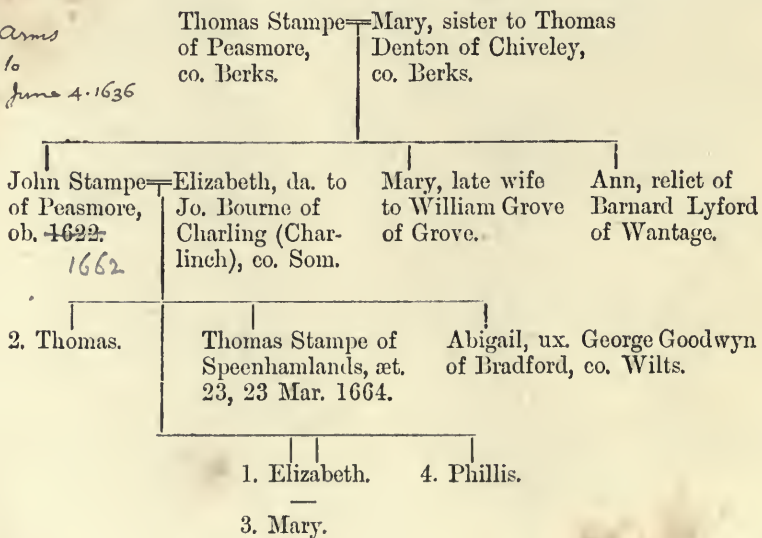 Arms
to
June 4. 1636
Thomas Stampe
of Peasmore,
co. Berks.
Mary, sister to Thomas
Denton of Chiveley,
co. Berks.
John Stampe
of Peasmore,
ob. 1622.
1662
Elizabeth, da. to
Jo. Bourne of
Charling (Char-
linch), co. Som.
Mary, late wife
to William Grove
of Grove.
Ann, relict of
Barnard Lyford
of Wantage.
2. Thomas.
Thomas Stampe of
Speenhamlands, æt.
23, 23 Mar. 1664.
Abigail, ux. George Goodwyn
of Bradford, co. Wilts.
1. Elizabeth.
3. Mary.
4. Phillis.